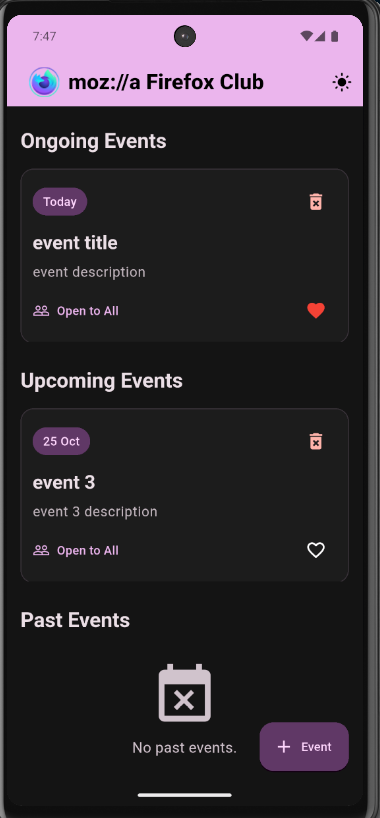 7:47
moz://a Firefox Club
Ongoing Events
Today
event title
event description
Open to All
Upcoming Events
25 Oct
event 3
event 3 description
Open to All
Past Events
No past events.
+ Event